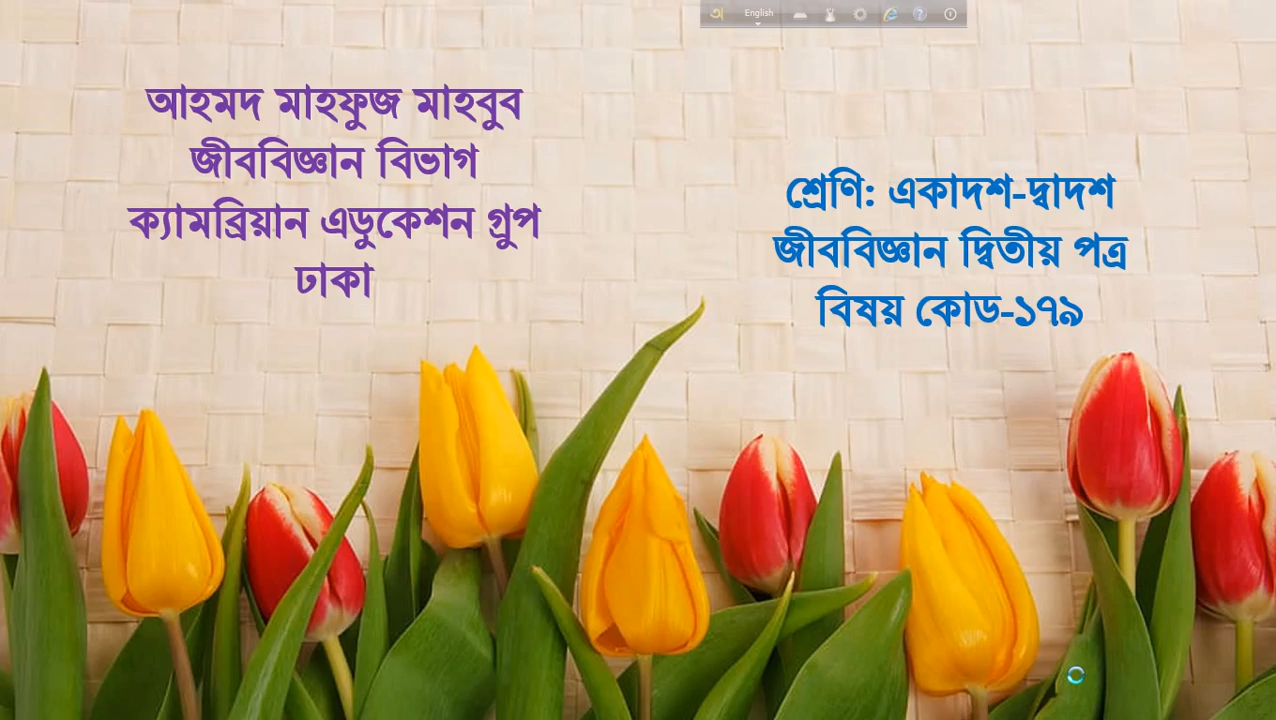 অ English
আহমদ মাহফুজ মাহবুব
জীববিজ্ঞান বিভাগ
ক্যামব্রিয়ান এডুকেশন গ্রুপ
ঢাকা
শ্রেণি: একাদশ-দ্বাদশ
জীববিজ্ঞান দ্বিতীয় পত্র
বিষয় কোড-১৭৯